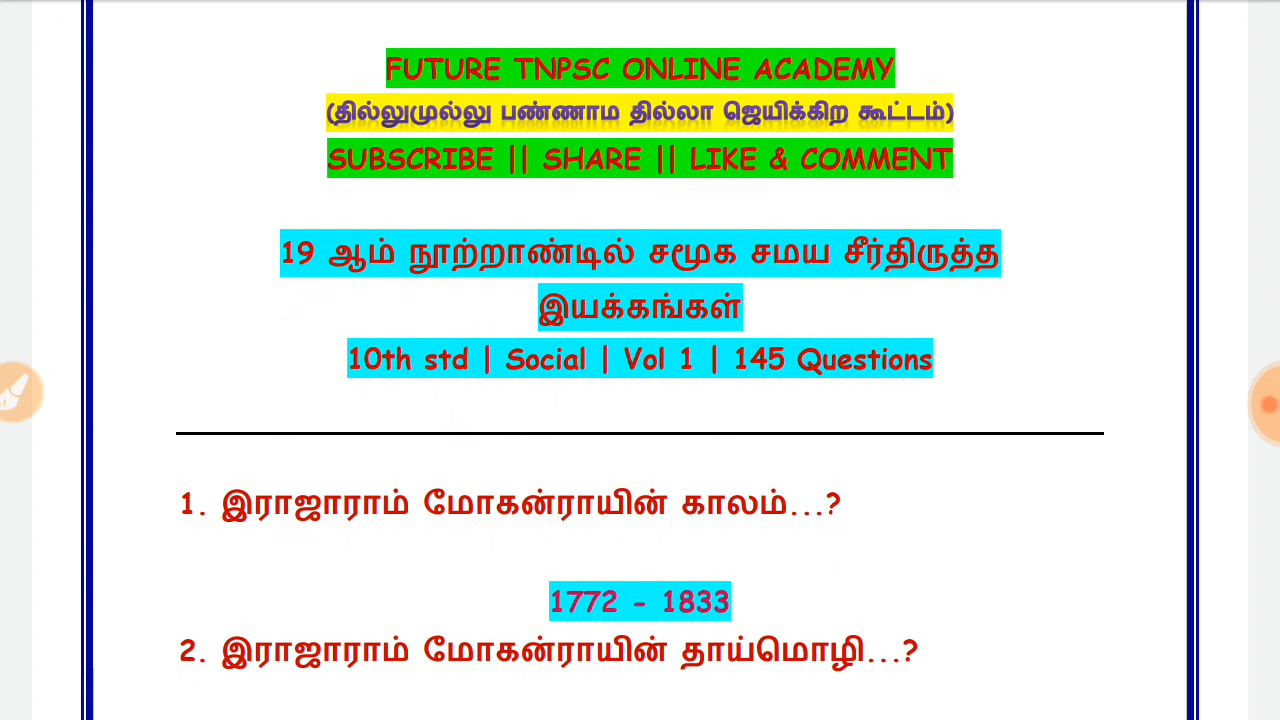 FUTURE TNPSC ONLINE ACADEMY
(தில்லுமுல்லு பண்ணாம தில்லா ஜெயிக்கிற கூட்டம்)
SUBSCRIBE || SHARE || LIKE & COMMENT
19 ஆம் நூற்றாண்டில் சமூக சமய சீர்திருத்த
இயக்கங்கள்
10th std | Social | Vol 1 | 145 Questions
1. இராஜாராம் மோகன்ராயின் காலம்...?
1772 - 1833
2. இராஜாராம் மோகன்ராயின் தாய்மொழி...?